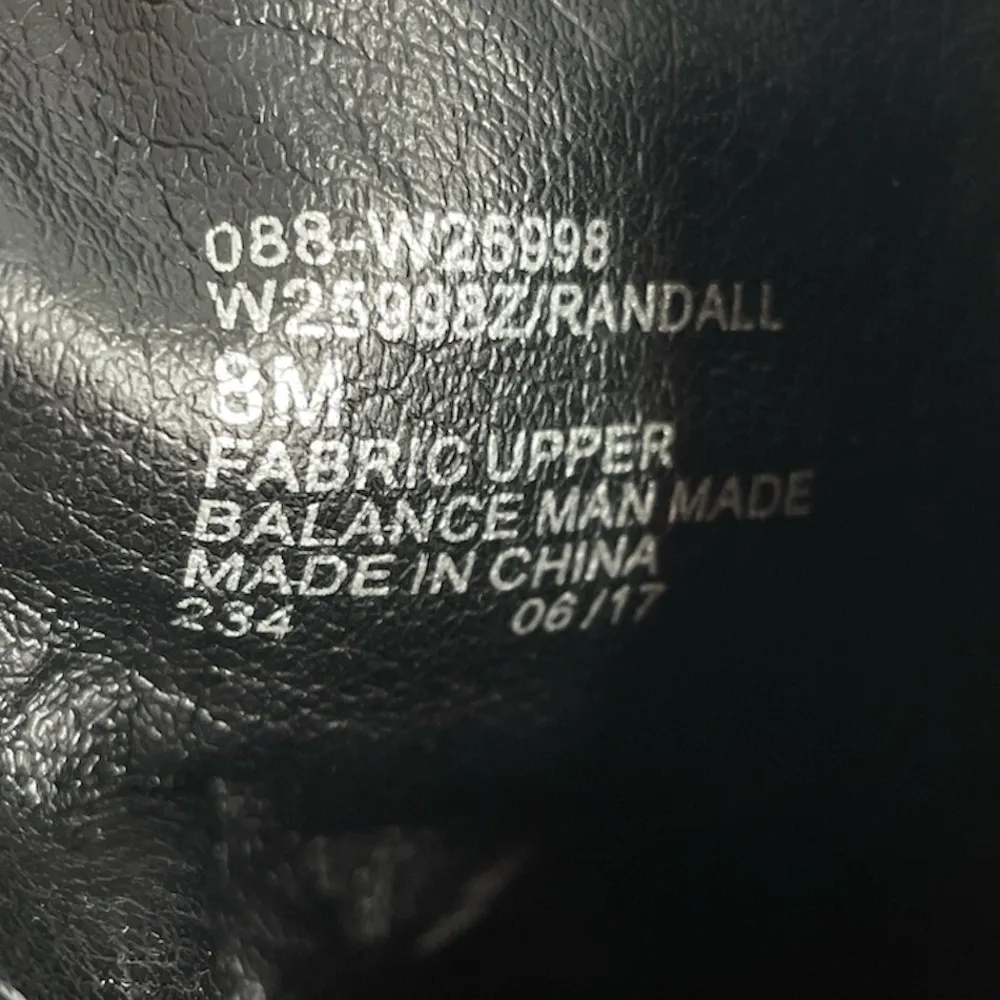 088-W25998
W25998Z/RANDALL
8M
FABRIC UPPER
BALANCE MAN MADE
MADE IN CHINA
234 06/17